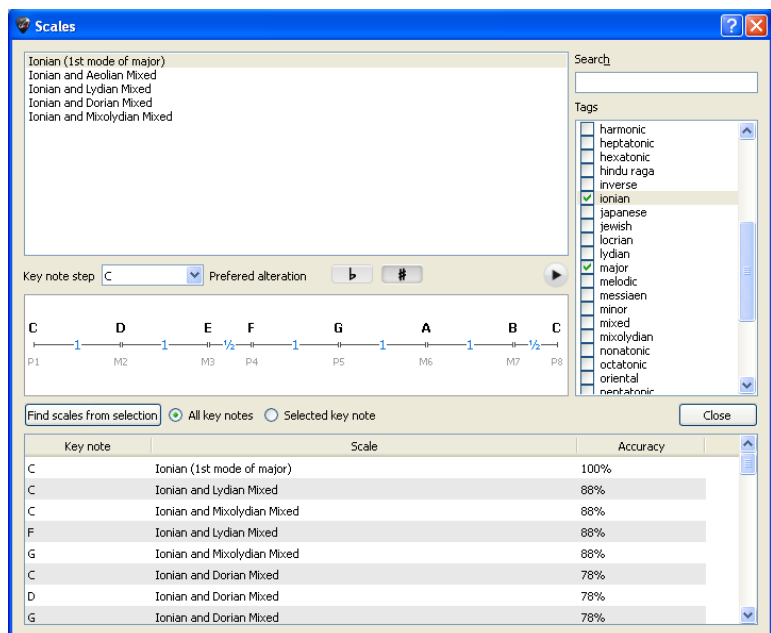 Scales
Ionian (1st mode of major)
Ionian and Aeolian Mixed
Ionian and Lydian Mixed
Ionian and Dorian Mixed
Ionian and Mixolydian Mixed
Search
Tags
harmonic
heptatonic
hexatonic
hindu raga
inverse
ionian
japanese
jewish
locrian
lydian
major
melodic
messiaen
minor
mixed
mixolydian
nonatonic
octatonic
oriental
pentatonic
Key note step C Prefered alteration ♭ #
C D E F G A B C
1 1 ½ 1 1 1 ½
P1 M2 M3 P4 P5 M6 M7 P8
Find scales from selection All key notes Selected key note Close
Key note Scale Accuracy
C Ionian (1st mode of major) 100%
C Ionian and Lydian Mixed 88%
C Ionian and Mixolydian Mixed 88%
F Ionian and Lydian Mixed 88%
G Ionian and Mixolydian Mixed 88%
C Ionian and Dorian Mixed 78%
D Ionian and Dorian Mixed 78%
G Ionian and Dorian Mixed 78%